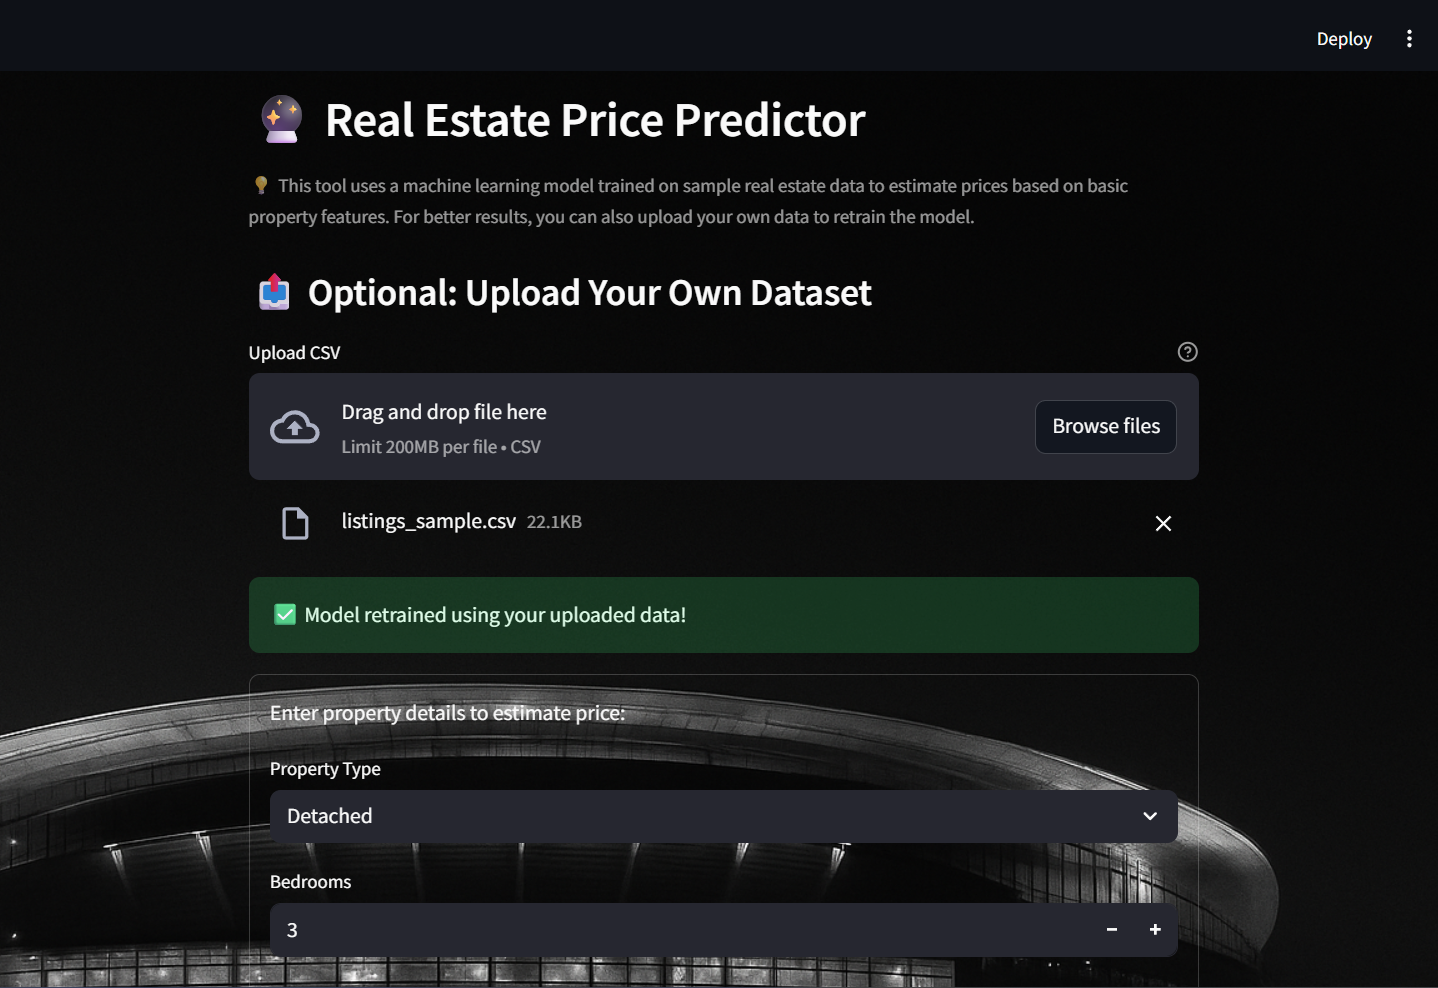 Deploy
Real Estate Price Predictor
This tool uses a machine learning model trained on sample real estate data to estimate prices based on basic
property features. For better results, you can also upload your own data to retrain the model.
Optional: Upload Your Own Dataset
Upload CSV
Drag and drop file here
Limit 200MB per file • CSV
Browse files
listings_sample.csv 22.1KB
Model retrained using your uploaded data!
Enter property details to estimate price:
Property Type
Detached
Bedrooms
3